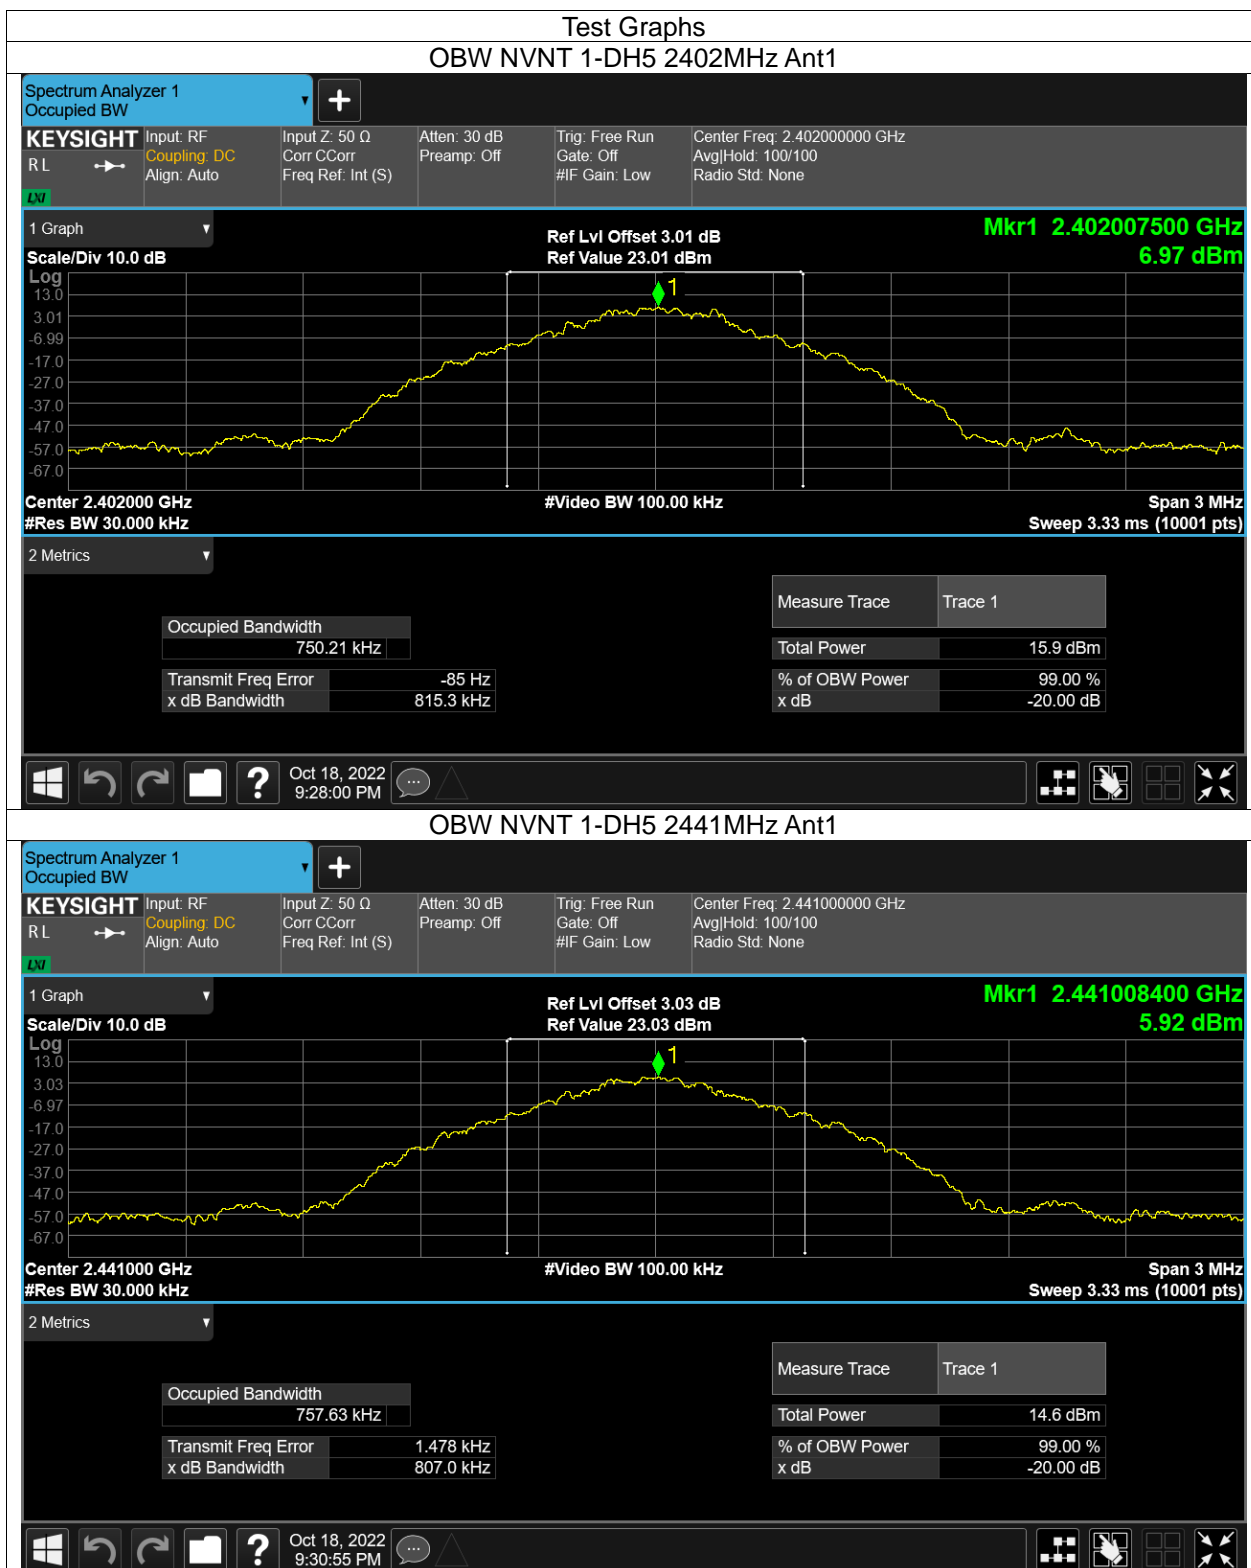 Test Graphs
OBW NVNT 1-DH5 2402MHz Ant1
Spectrum Analyzer 1
Occupied BW
KEYSIGHT Input: RF Input Z: 50 Ω Atten: 30 dB Trig: Free Run Center Freq: 2.402000000 GHz
RL Coupling: DC Corr CCorr Preamp: Off Gate: Off Avg|Hold: 100/100
Align: Auto Freq Ref: Int (S) #IF Gain: Low Radio Std: None
LXI
1 Graph
Ref Lvl Offset 3.01 dB Mkr1 2.402007500 GHz
Scale/Div 10.0 dB Ref Value 23.01 dBm 6.97 dBm
Log
1
13.0
3.01
-6.99
-17.0
-27.0
-37.0
-47.0
-57.0
-67.0
Center 2.402000 GHz #Video BW 100.00 kHz Span 3 MHz
#Res BW 30.000 kHz Sweep 3.33 ms (10001 pts)
2 Metrics
Measure Trace Trace 1
Occupied Bandwidth
750.21 kHz Total Power 15.9 dBm
Transmit Freq Error -85 Hz % of OBW Power 99.00 %
x dB Bandwidth 815.3 kHz x dB -20.00 dB
? Oct 18, 2022
9:28:00 PM
OBW NVNT 1-DH5 2441MHz Ant1
Spectrum Analyzer 1
Occupied BW
KEYSIGHT Input: RF Input Z: 50 Ω Atten: 30 dB Trig: Free Run Center Freq: 2.441000000 GHz
RL Coupling: DC Corr CCorr Preamp: Off Gate: Off Avg|Hold: 100/100
Align: Auto Freq Ref: Int (S) #IF Gain: Low Radio Std: None
LXI
1 Graph
Ref Lvl Offset 3.03 dB Mkr1 2.441008400 GHz
Scale/Div 10.0 dB Ref Value 23.03 dBm 5.92 dBm
Log
1
13.0
3.03
-6.97
-17.0
-27.0
-37.0
-47.0
-57.0
-67.0
Center 2.441000 GHz #Video BW 100.00 kHz Span 3 MHz
#Res BW 30.000 kHz Sweep 3.33 ms (10001 pts)
2 Metrics
Measure Trace Trace 1
Occupied Bandwidth
757.63 kHz Total Power 14.6 dBm
Transmit Freq Error 1.478 kHz % of OBW Power 99.00 %
x dB Bandwidth 807.0 kHz x dB -20.00 dB
? Oct 18, 2022
9:30:55 PM